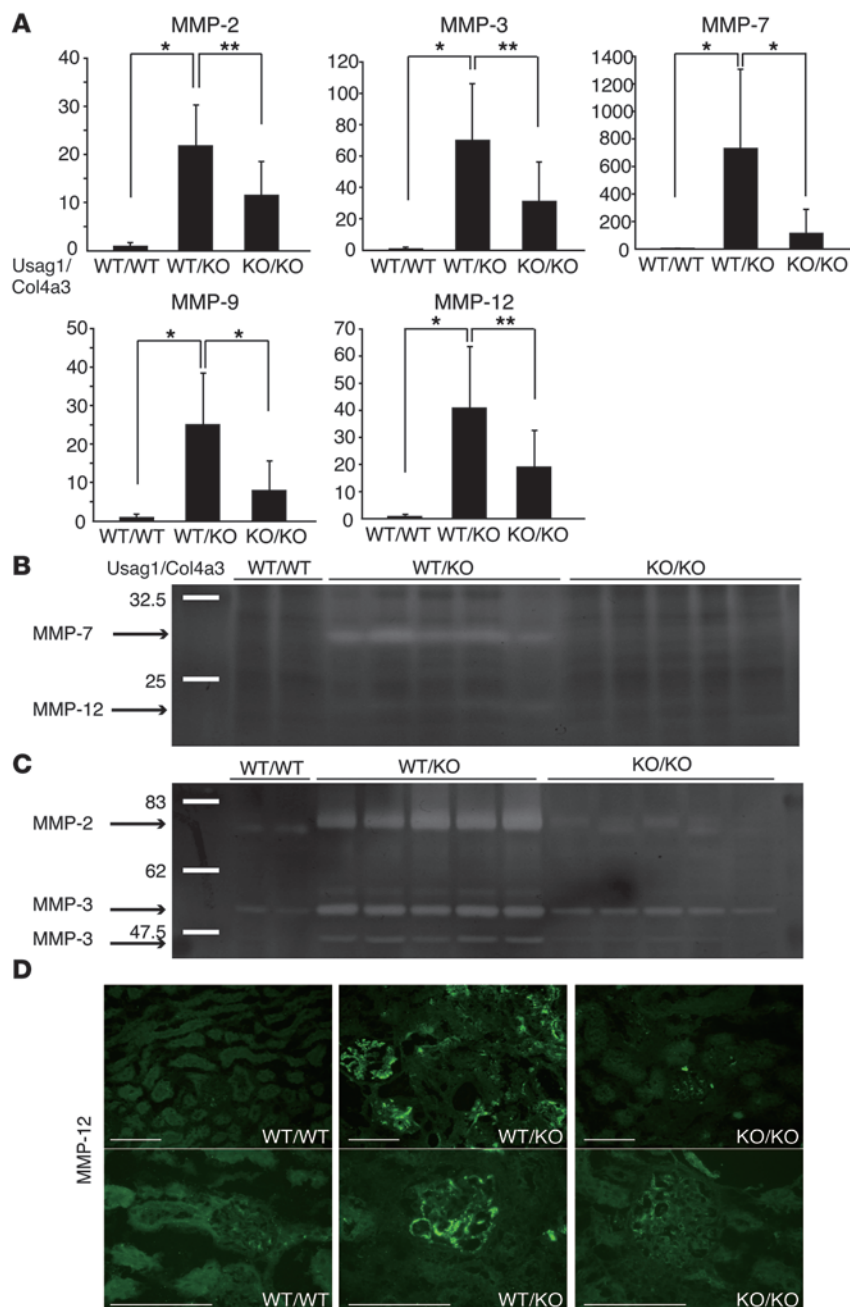 A
MMP-2
40
30
20
10
0
* **
WT/WT WT/KO KO/KO
MMP-3
120
100
80
60
40
20
0
* **
WT/WT WT/KO KO/KO
MMP-7
1400
1200
1000
800
600
400
200
0
* *
WT/WT WT/KO KO/KO
Usag1/
Col4a3
MMP-9
50
40
30
20
10
0
* *
WT/WT WT/KO KO/KO
MMP-12
70
60
50
40
30
20
10
0
* **
WT/WT WT/KO KO/KO
B
Usag1/Col4a3 WT/WT WT/KO KO/KO
32.5
MMP-7
25
MMP-12
C
WT/WT WT/KO KO/KO
83
MMP-2
62
MMP-3
47.5
MMP-3
D
MMP-12
WT/WT WT/KO KO/KO
WT/WT WT/KO KO/KO